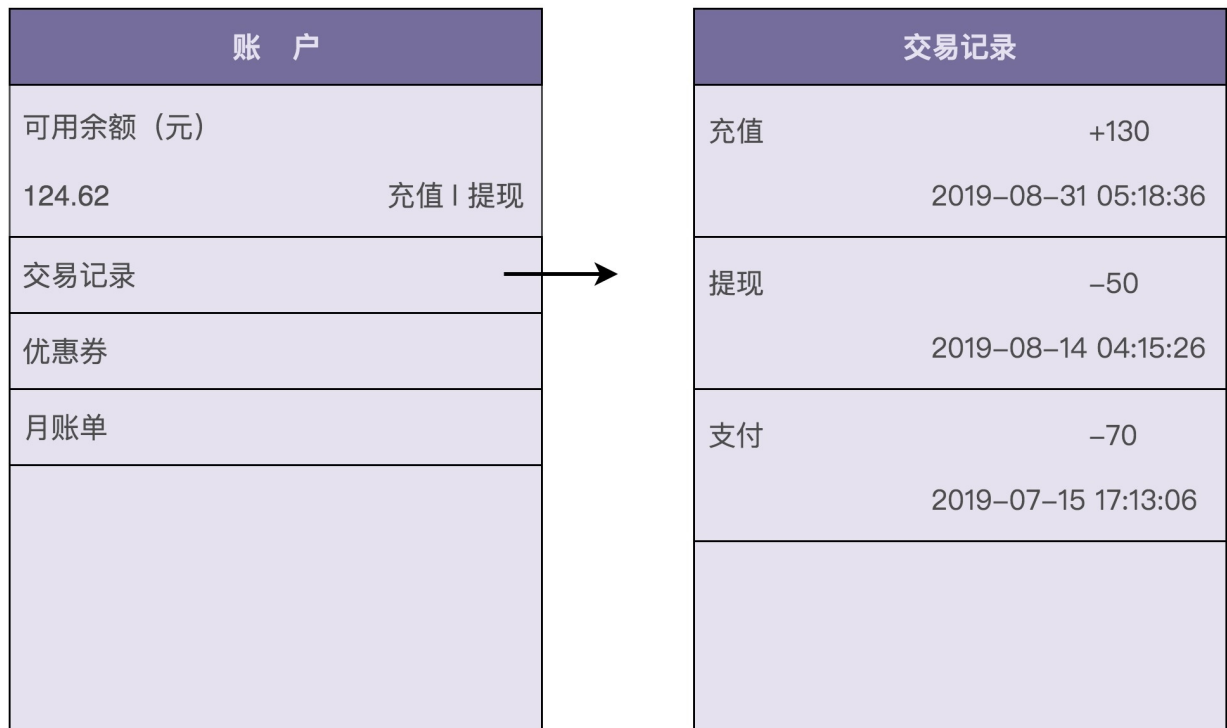 账 户
可用余额（元）
124.62 充值 | 提现
交易记录
优惠券
月账单
交易记录
充值 +130
2019-08-31 05:18:36
提现 -50
2019-08-14 04:15:26
支付 -70
2019-07-15 17:13:06